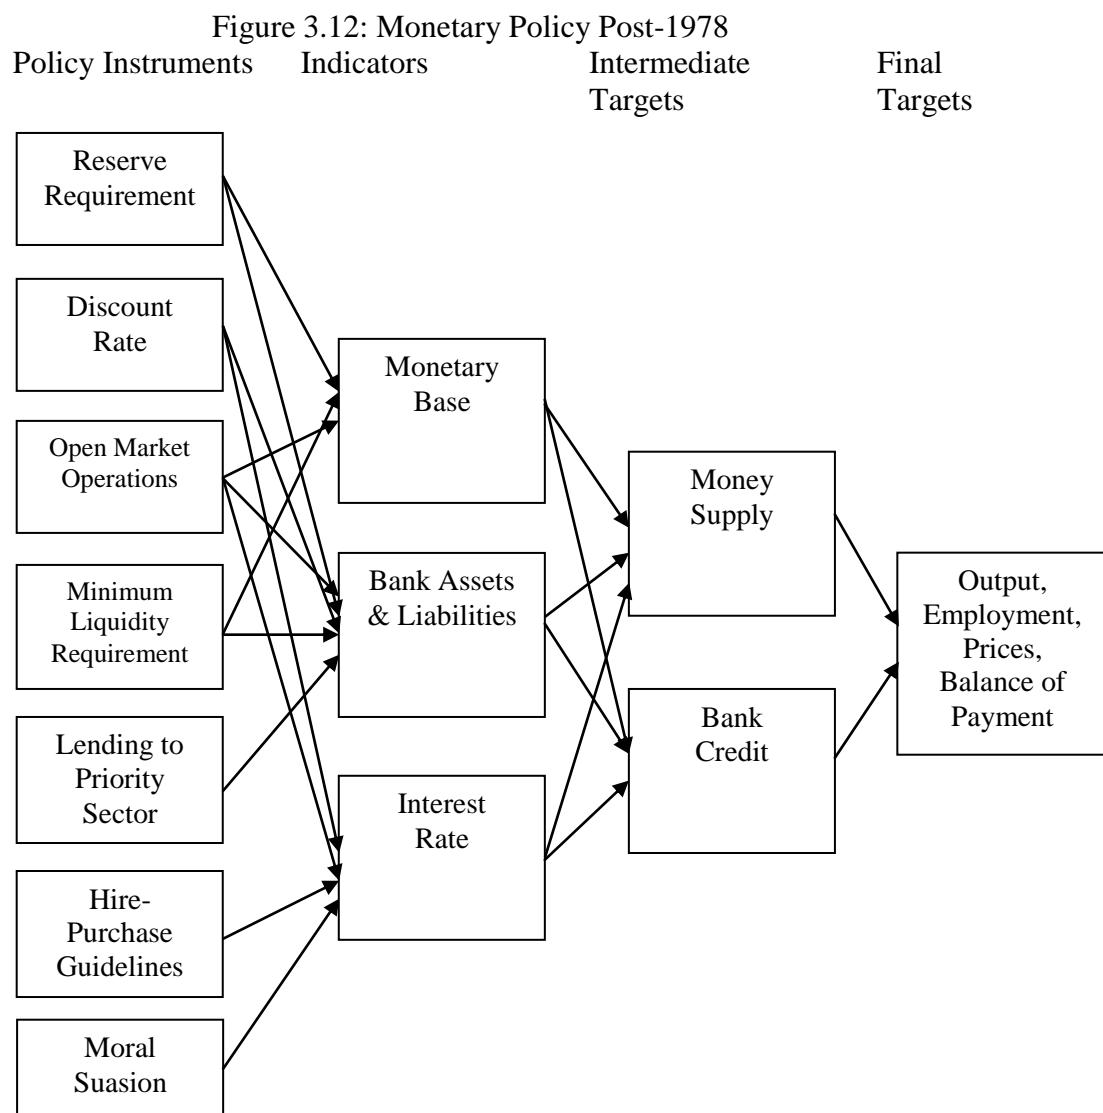 Figure 3.12: Monetary Policy Post-1978
Policy Instruments
Indicators
Intermediate
Targets
Final
Targets
Reserve
Requirement
Discount
Rate
Open Market
Operations
Minimum
Liquidity
Requirement
Lending to
Priority
Sector
Hire-
Purchase
Guidelines
Moral
Suasion
Monetary
Base
Bank Assets
& Liabilities
Interest
Rate
Money
Supply
Bank
Credit
Output,
Employment,
Prices,
Balance of
Payment